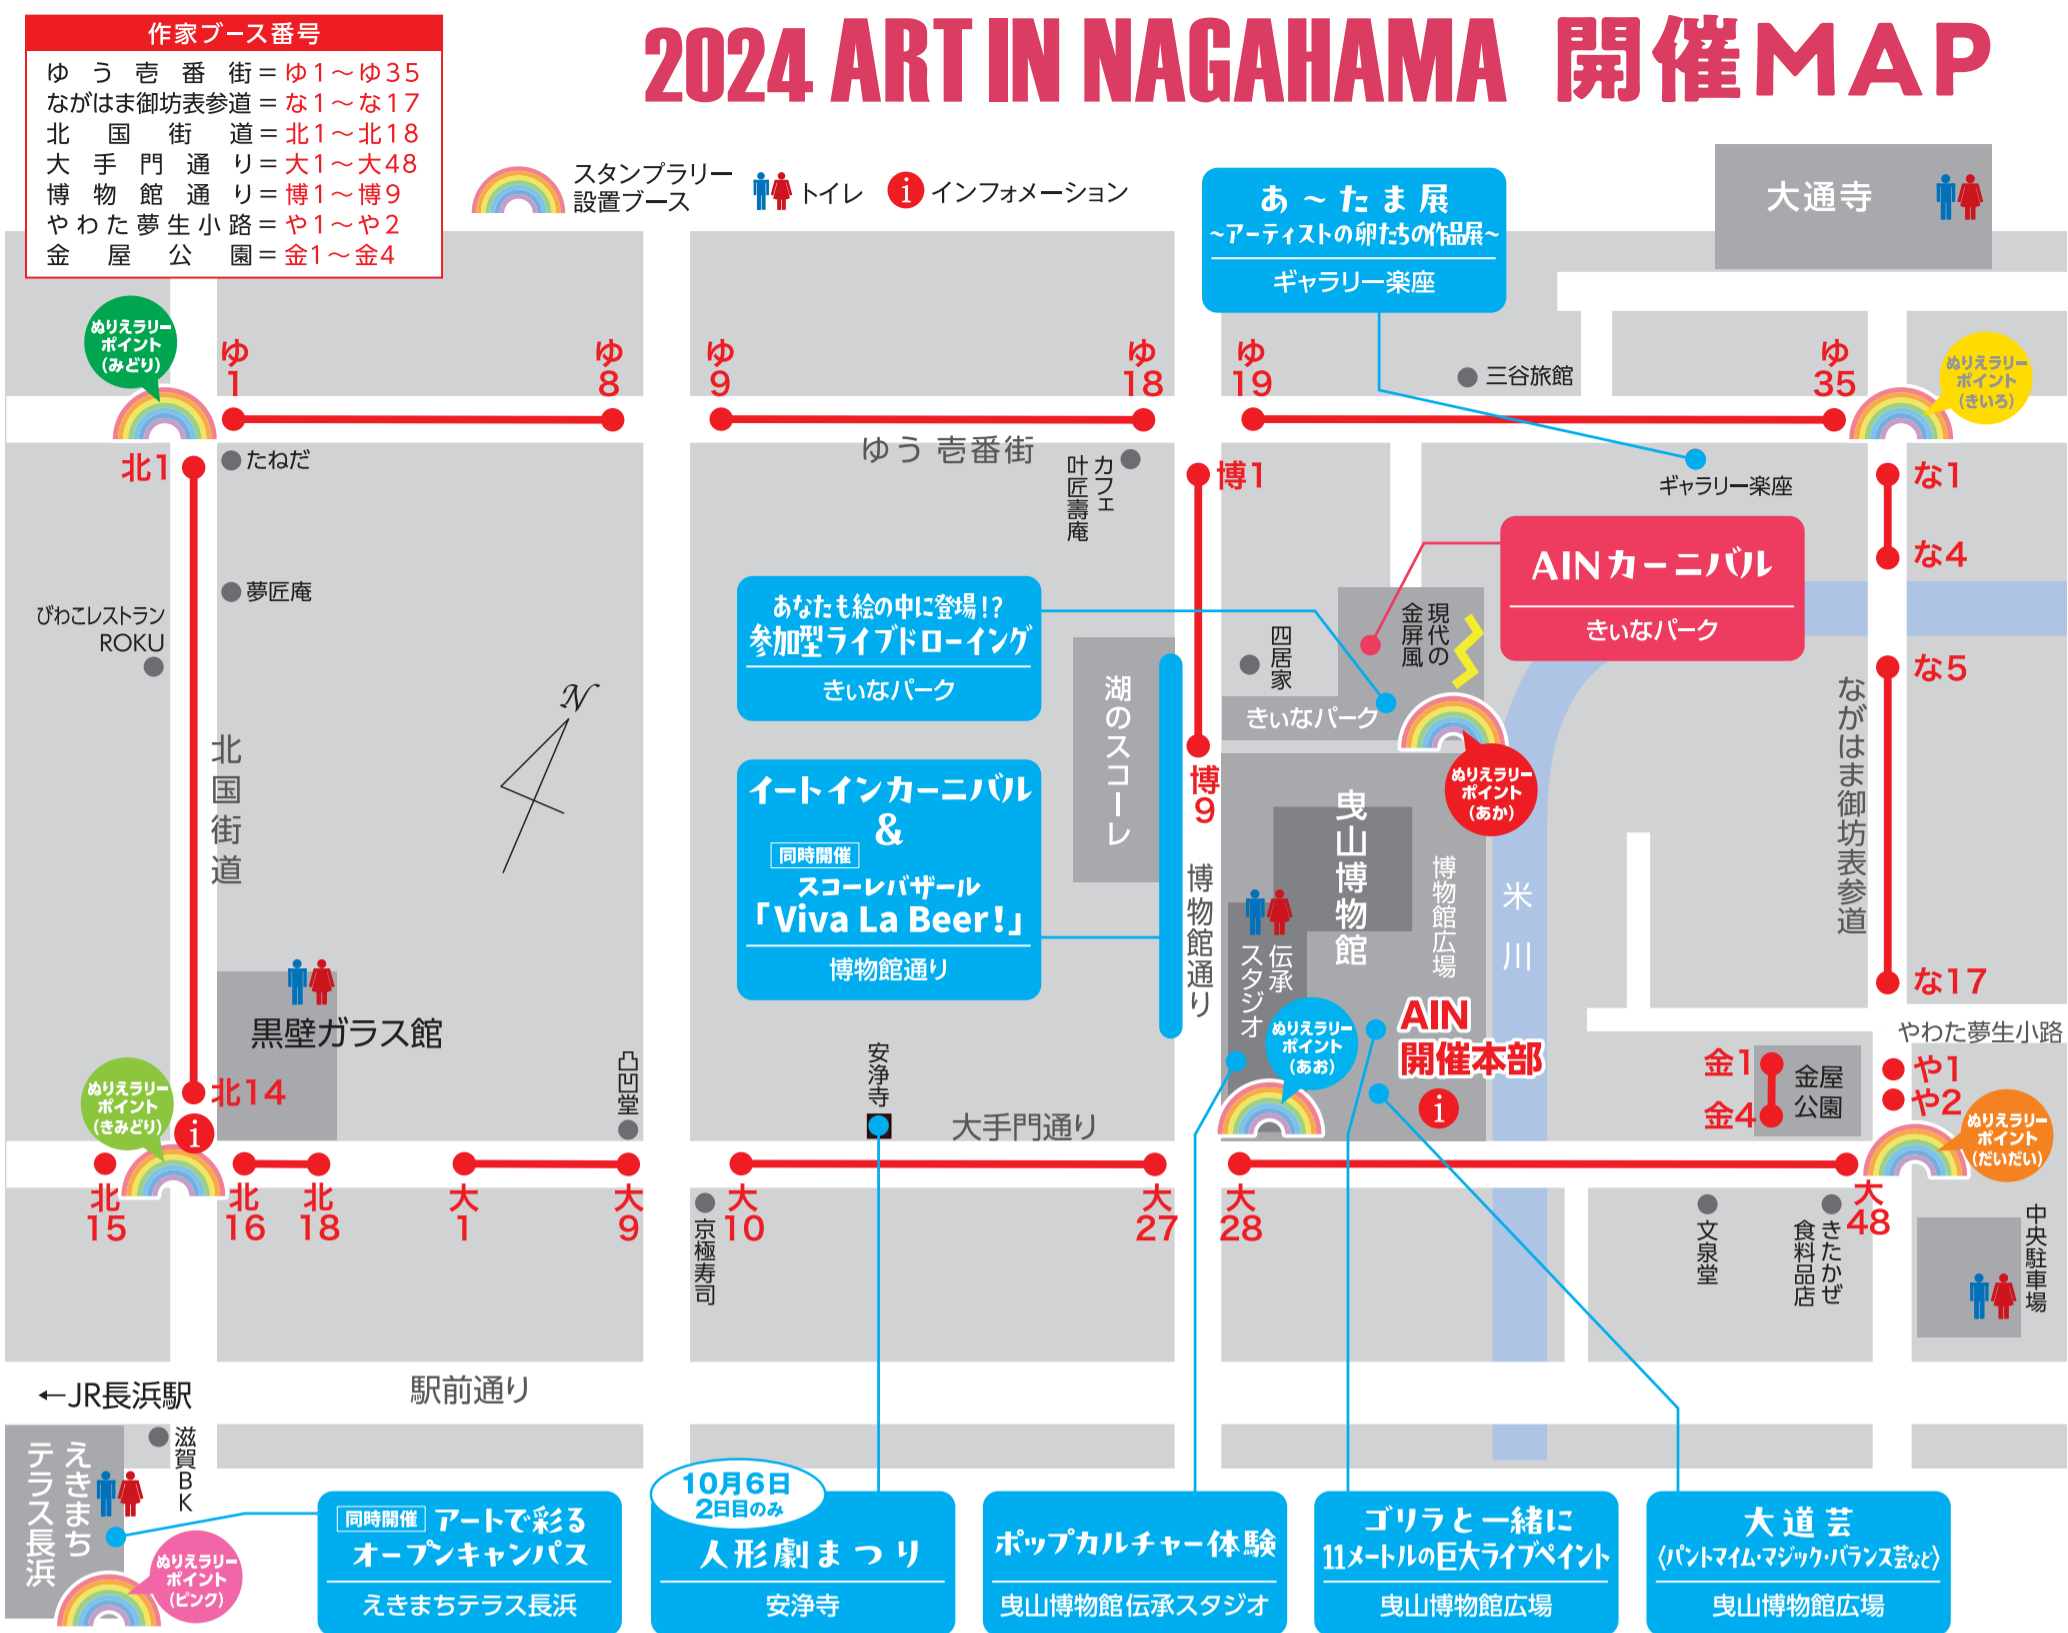 2024 ART IN NAGAHAMA 開催MAP
作家ブース番号
ゆう壱番街＝ゆ1～ゆ35
ながはま御坊表参道＝な1～な17
北国街道＝北1～北18
大手門通り＝大1～大48
博物館通り＝博1～博9
やわた夢生小路＝や1～や2
金屋公園＝金1～金4
スタンプラリー
設置ブース
トイレ
i インフォメーション
あ～たま展
～アーティストの卵たちの作品展～
ギャラリー楽座
大通寺
ぬりえラリー
ポイント
(みどり)
ゆ
1
ゆ
8
ゆ
9
ゆ
18
ゆ
19
三谷旅館
ゆ
35
ぬりえラリー
ポイント
(きいろ)
ゆう壱番街
北1
たねだ
カフェ
叶匠壽庵
博1
ギャラリー楽座
な1
な4
夢匠庵
びわこレストラン
ROKU
あなたも絵の中に登場!?
参加型ライブドローイング
きぃなパーク
AINカーニバル
きぃなパーク
現代の
金屏風
四居家
きぃなパーク
な5
N
湖のスコーレ
ながはま御坊表参道
北国街道
イートインカーニバル
&
同時開催
スコーレバザール
「Viva La Beer!」
博物館通り
博
9
ぬりえラリー
ポイント
(あか)
曳山博物館
博物館広場
博物館通り
米川
伝承
スタジオ
な17
黒壁ガラス館
AIN
開催本部
i
ぬりえラリー
ポイント
(あお)
やわた夢生小路
金1
金4
金屋
公園
や1
や2
ぬりえラリー
ポイント
(きみどり)
北14
i
凸凹堂
安浄寺
大手門通り
ぬりえラリー
ポイント
(だいだい)
北
15
北
16
北
18
大
1
大
9
京極寿司
大
10
大
27
大
28
文泉堂
きたかぜ
食料品店
大
48
中央駐車場
←JR長浜駅
駅前通り
えきまち
テラス長浜
滋賀BK
ぬりえラリー
ポイント
(ピンク)
同時開催 アートで彩る
オープンキャンパス
えきまちテラス長浜
10月6日
2日目のみ
人形劇まつり
安浄寺
ポップカルチャー体験
曳山博物館伝承スタジオ
ゴリラと一緒に
11メートルの巨大ライブペイント
曳山博物館広場
大道芸
〈パントマイム・マジック・バランス芸など〉
曳山博物館広場